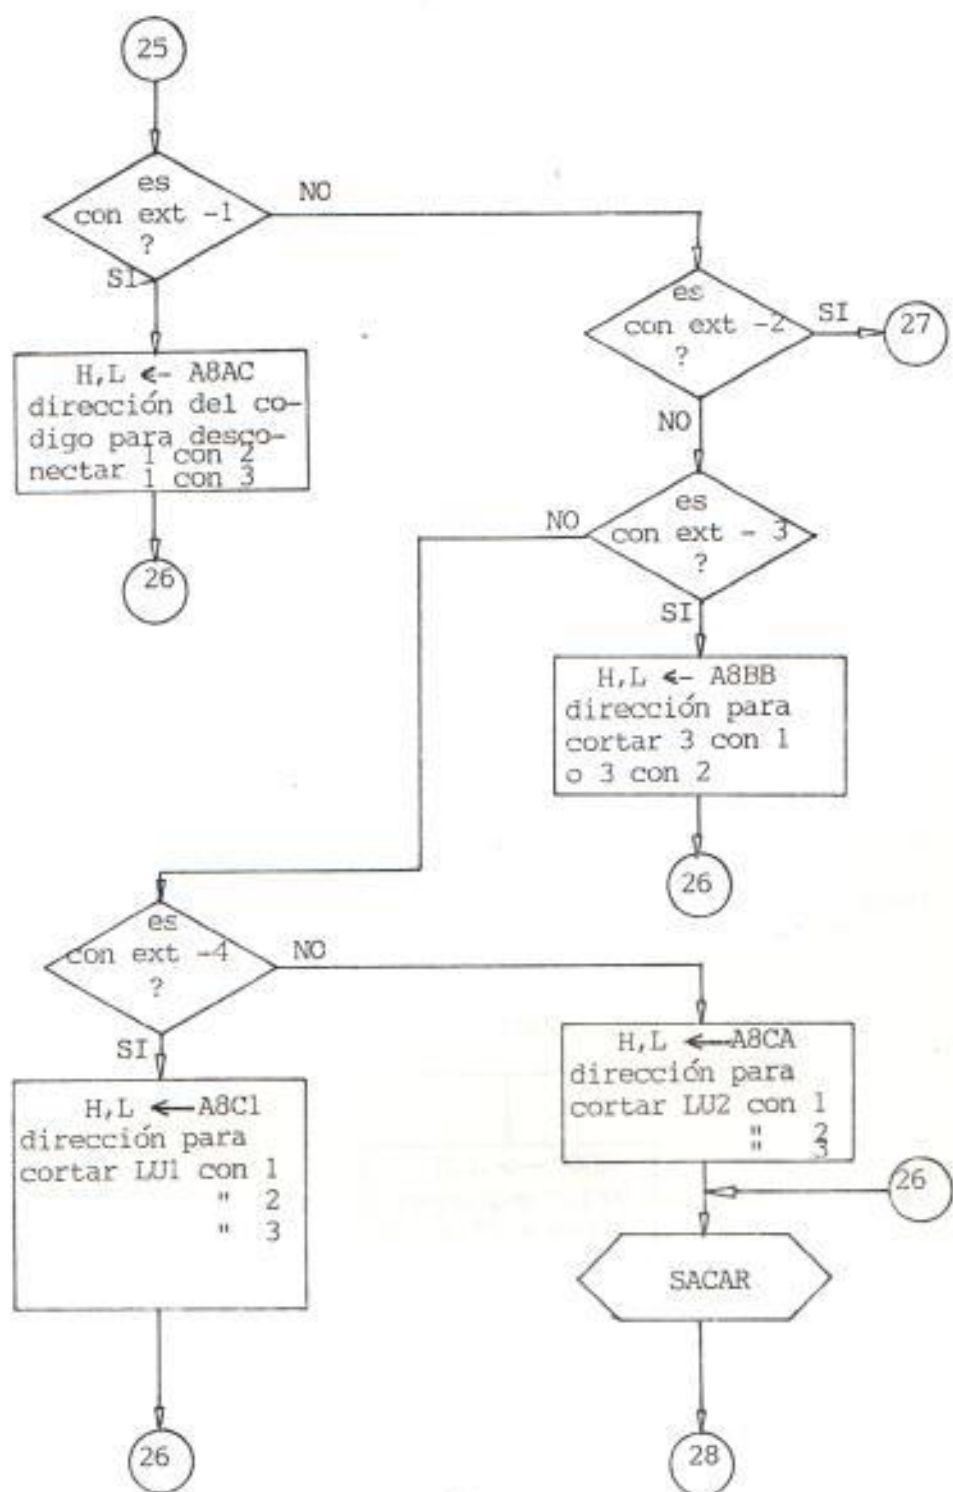 25
es
con ext -1
?
NO
SI
H,L <- A8AC
dirección del co-
digo para desco-
nectar 1 con 2
1 con 3
26
es
con ext -2
?
SI
27
NO
es
con ext - 3
?
NO
SI
H,L <- A8BB
dirección para
cortar 3 con 1
o 3 con 2
26
es
con ext -4
?
NO
SI
H,L <- A8C1
dirección para
cortar LU1 con 1
" 2
" 3
26
H,L <- A8CA
dirección para
cortar LU2 con 1
" 2
" 3
26
SACAR
28